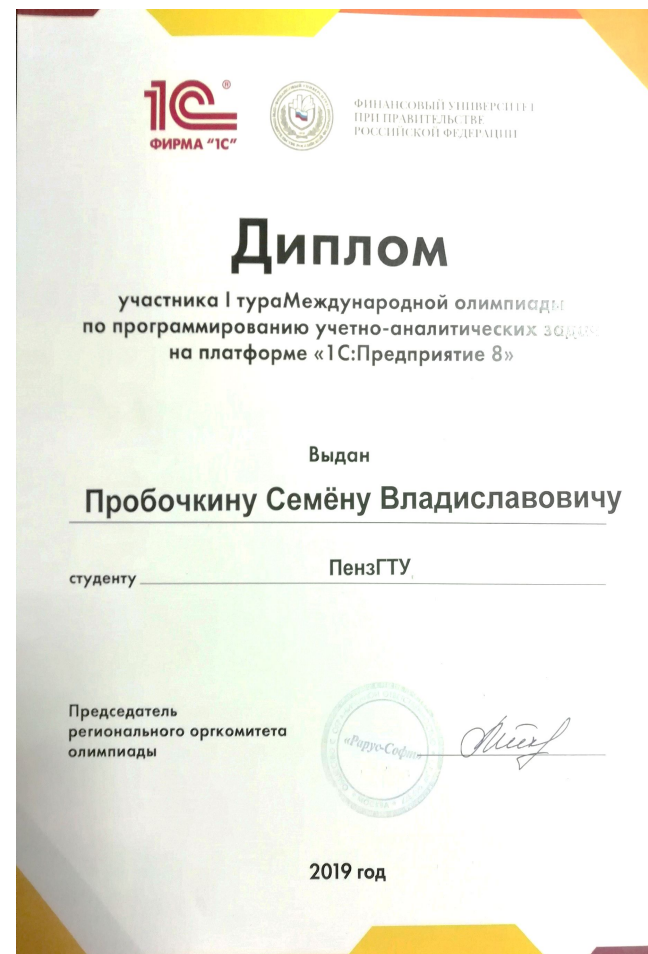 1С®
ФИРМА "1С"
ФИНАНСОВЫЙ УНИВЕРСИТЕТ
ПРИ ПРАВИТЕЛЬСТВЕ
РОССИЙСКОЙ ФЕДЕРАЦИИ
Диплом
участника I тураМеждународной олимпиады
по программированию учетно-аналитических задач
на платформе «1С:Предприятие 8»
Выдан
Пробочкину Семёну Владиславовичу
студенту ПензГТУ
Председатель
регионального оргкомитета
олимпиады
«Рарус-Софт»
2019 год